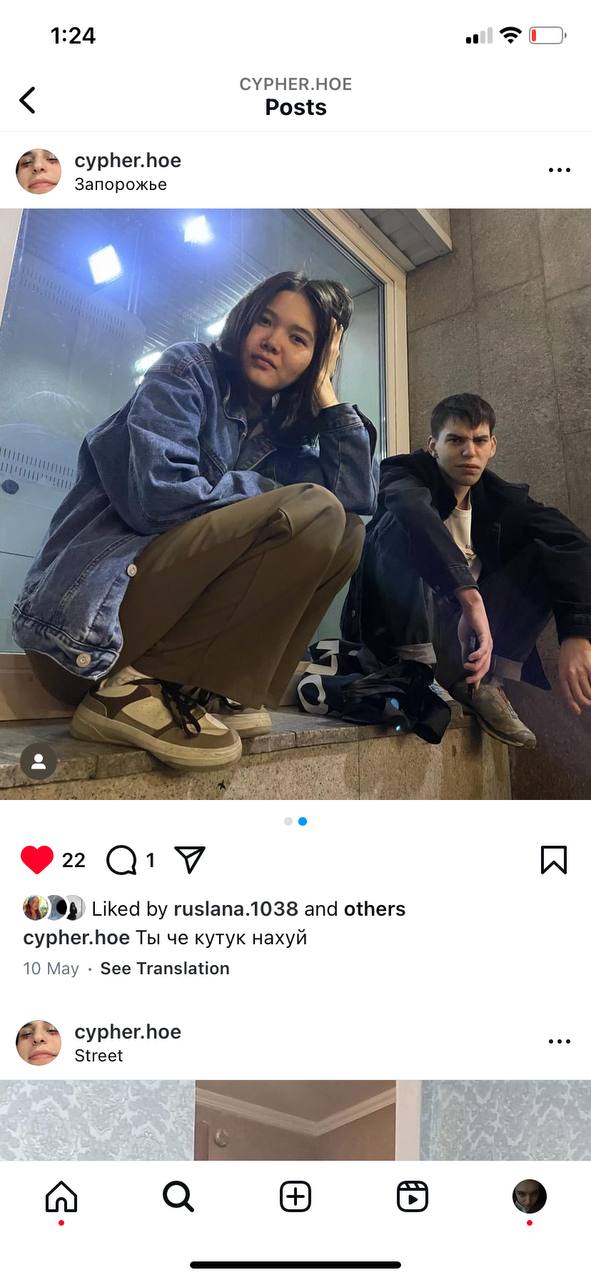 1:24
CYPHER.HOE
Posts
cypher.hoe
Запорожье
22 1
Liked by ruslana.1038 and others
cypher.hoe Ты че кутук нахуй
10 May · See Translation
cypher.hoe
Street